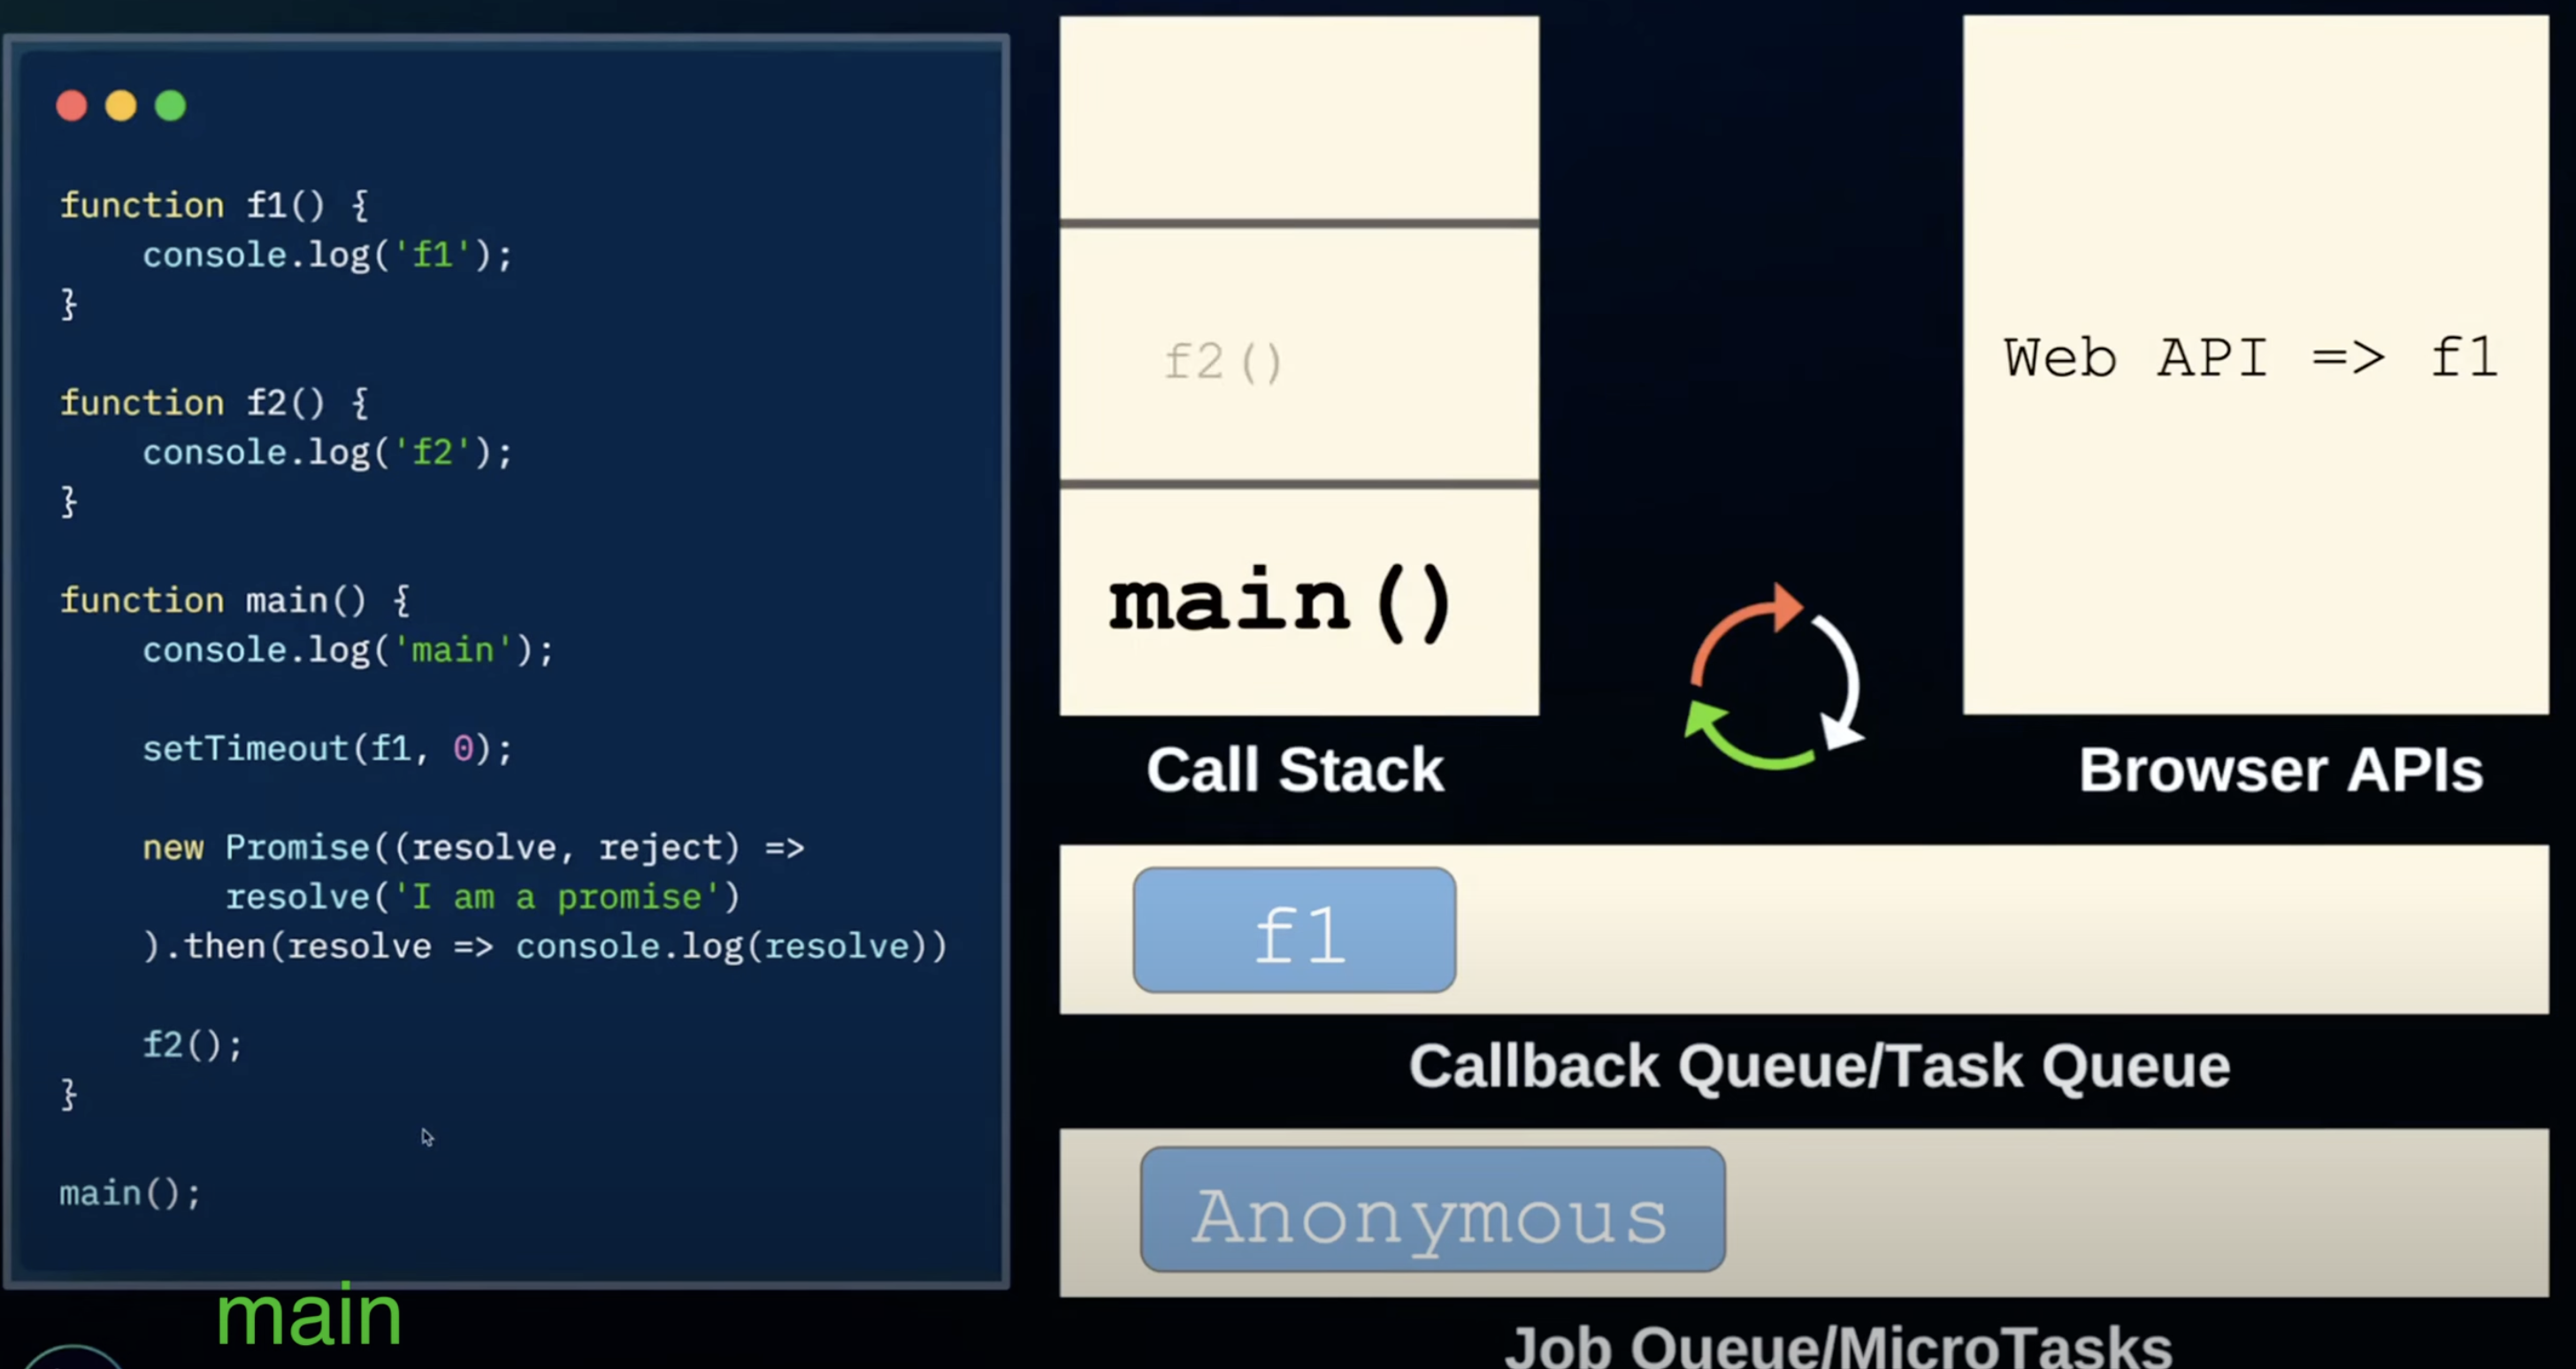 function f1() {
    console.log('f1');
}
function f2() {
    console.log('f2');
}
function main() {
    console.log('main');
    setTimeout(f1, 0);
    new Promise((resolve, reject) =>
        resolve('I am a promise')
    ).then(resolve => console.log(resolve))
    f2();
}
main();
main
f2()
main()
Call Stack
Web API => f1
Browser APIs
f1
Callback Queue/Task Queue
Anonymous
Job Queue/MicroTasks